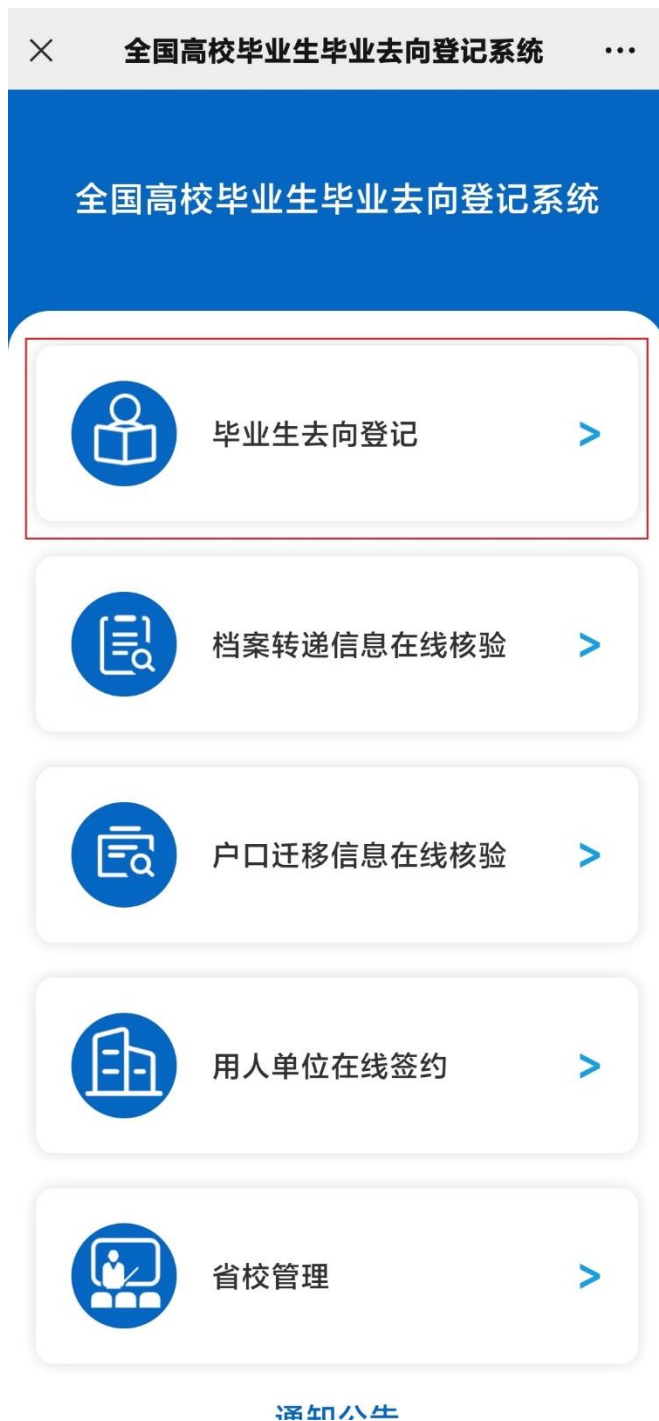 全国高校毕业生毕业去向登记系统
全国高校毕业生毕业去向登记系统
毕业生去向登记
档案转递信息在线核验
户口迁移信息在线核验
用人单位在线签约
省校管理
通知公告